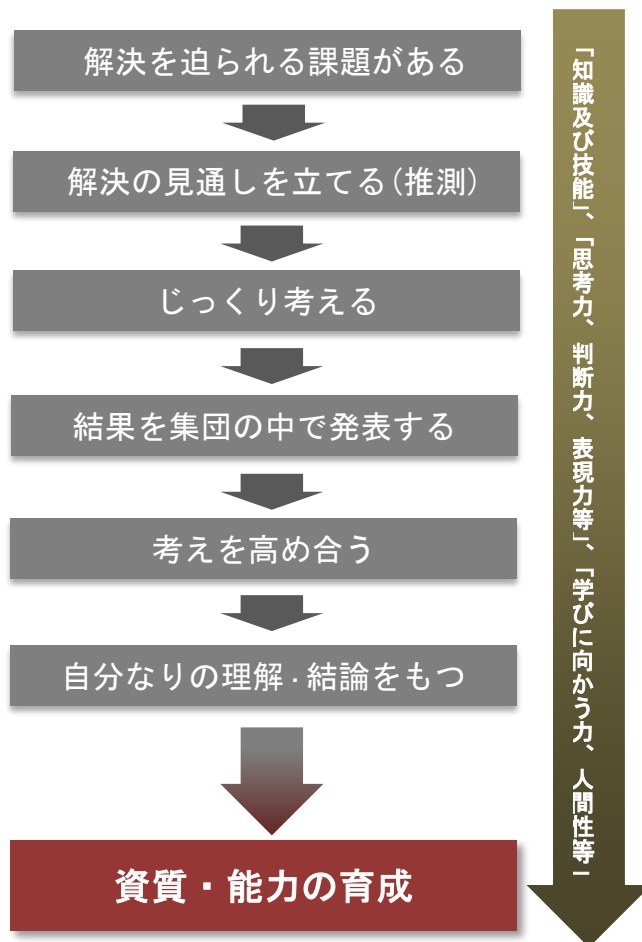 解決を迫られる課題がある
解決の見通しを立てる(推測)
じっくり考える
結果を集団の中で発表する
考えを高め合う
自分なりの理解・結論をもつ
資質・能力の育成
「知識及び技能」、「思考力、判断力、表現力等」、「学びに向かう力、人間性等」